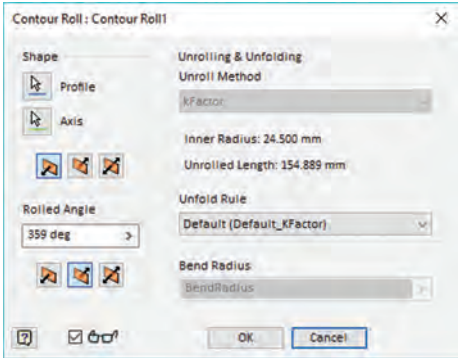 Contour Roll : Contour Roll1
Shape
Profile
Axis
Rolled Angle
359 deg
Unrolling & Unfolding
Unroll Method
kFactor
Inner Radius: 24.500 mm
Unrolled Length: 154.889 mm
Unfold Rule
Default (Default_KFactor)
Bend Radius
BendRadius
OK
Cancel